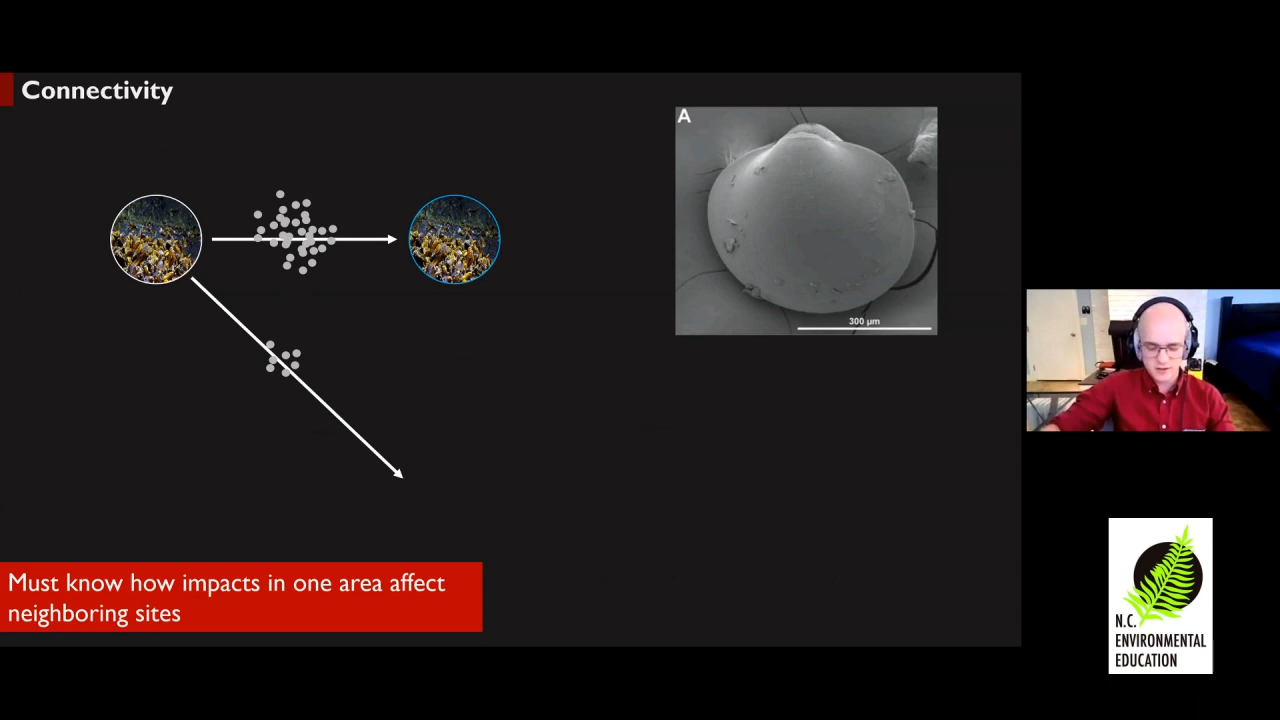 Connectivity
A
300 µm
Must know how impacts in one area affect
neighboring sites
N.C.
ENVIRONMENTAL
EDUCATION